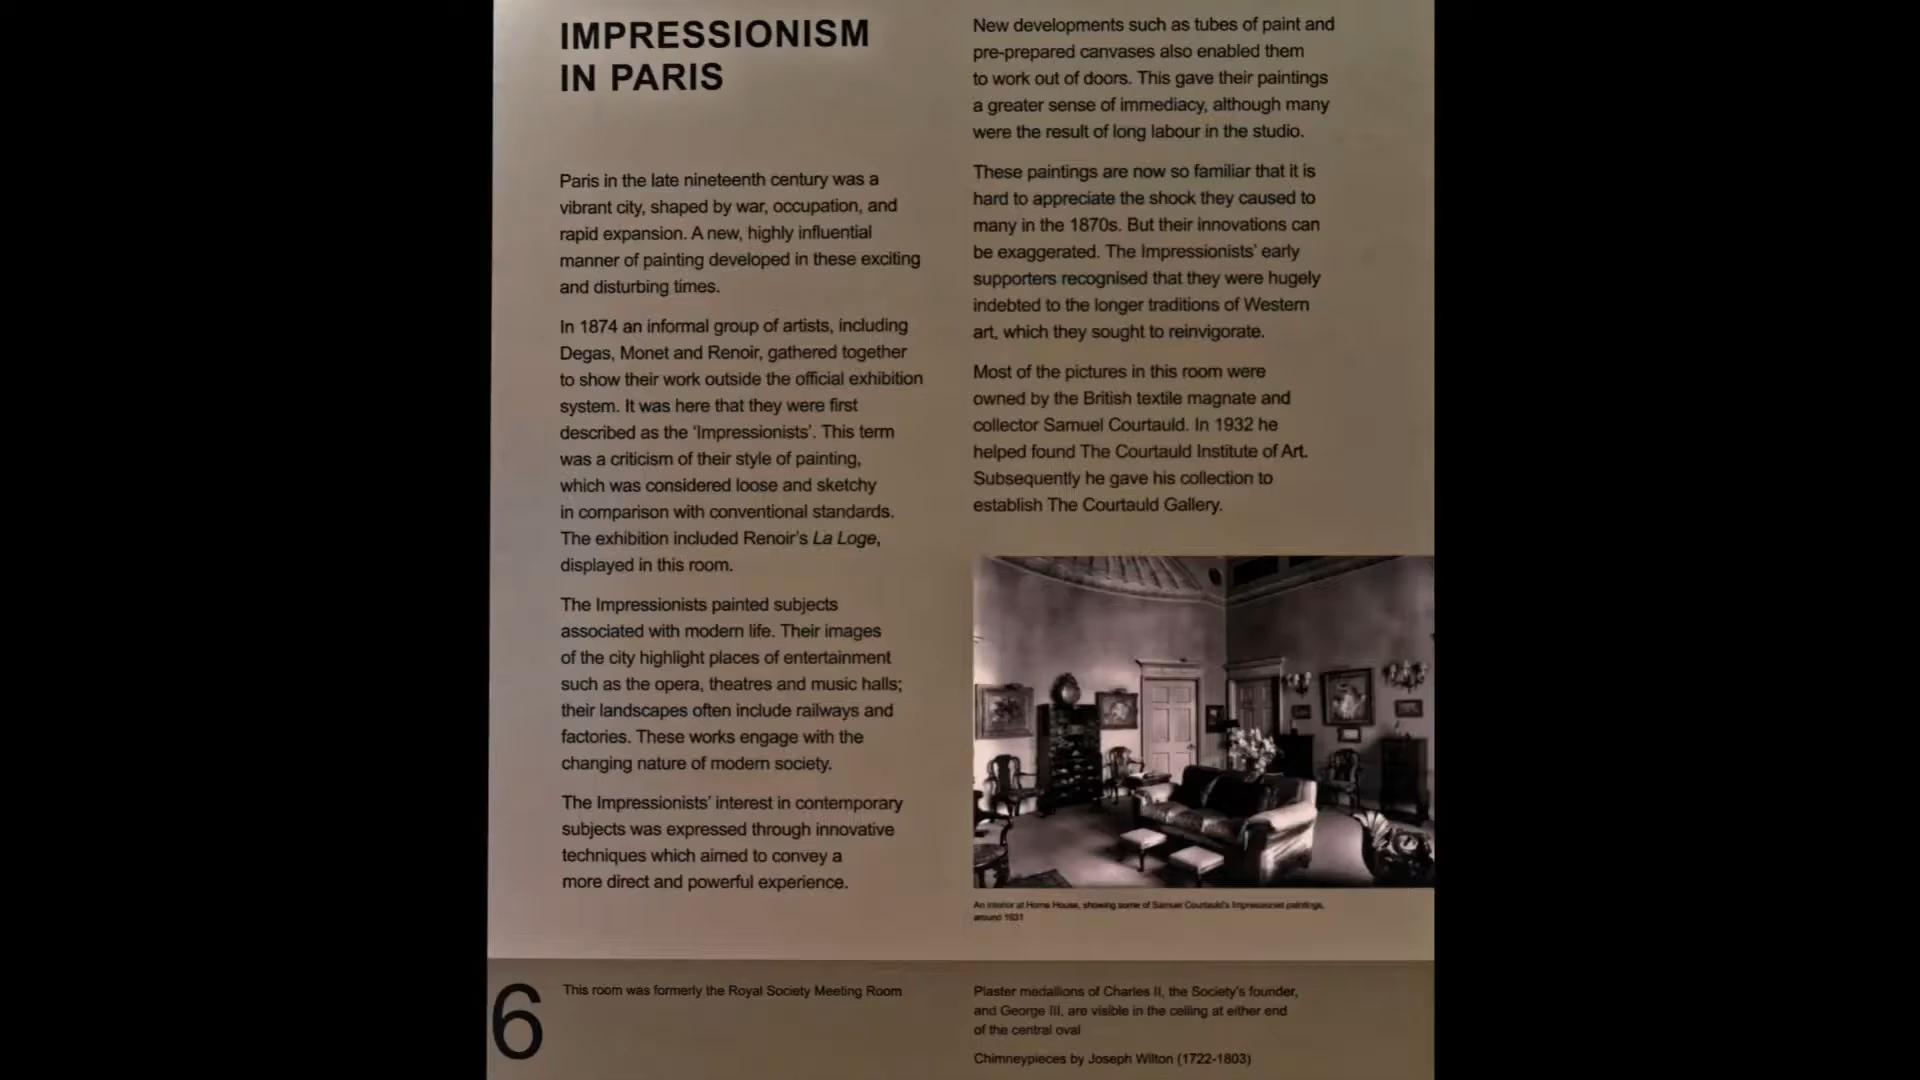 IMPRESSIONISM
IN PARIS
Paris in the late nineteenth century was a
vibrant city, shaped by war, occupation, and
rapid expansion. A new, highly influential
manner of painting developed in these exciting
and disturbing times.
In 1874 an informal group of artists, including
Degas, Monet and Renoir, gathered together
to show their work outside the official exhibition
system. It was here that they were first
described as the ‘Impressionists’. This term
was a criticism of their style of painting,
which was considered loose and sketchy
in comparison with conventional standards.
The exhibition included Renoir’s La Loge,
displayed in this room.
The Impressionists painted subjects
associated with modern life. Their images
of the city highlight places of entertainment
such as the opera, theatres and music halls;
their landscapes often include railways and
factories. These works engage with the
changing nature of modern society.
The Impressionists’ interest in contemporary
subjects was expressed through innovative
techniques which aimed to convey a
more direct and powerful experience.
New developments such as tubes of paint and
pre-prepared canvases also enabled them
to work out of doors. This gave their paintings
a greater sense of immediacy, although many
were the result of long labour in the studio.
These paintings are now so familiar that it is
hard to appreciate the shock they caused to
many in the 1870s. But their innovations can
be exaggerated. The Impressionists’ early
supporters recognised that they were hugely
indebted to the longer traditions of Western
art, which they sought to reinvigorate.
Most of the pictures in this room were
owned by the British textile magnate and
collector Samuel Courtauld. In 1932 he
helped found The Courtauld Institute of Art.
Subsequently he gave his collection to
establish The Courtauld Gallery.
An interior at Home House, showing some of Samuel Courtauld's Impressionist paintings,
around 1931
6
This room was formerly the Royal Society Meeting Room
Plaster medallions of Charles II, the Society's founder,
and George III, are visible in the ceiling at either end
of the central oval
Chimneypieces by Joseph Wilton (1722-1803)